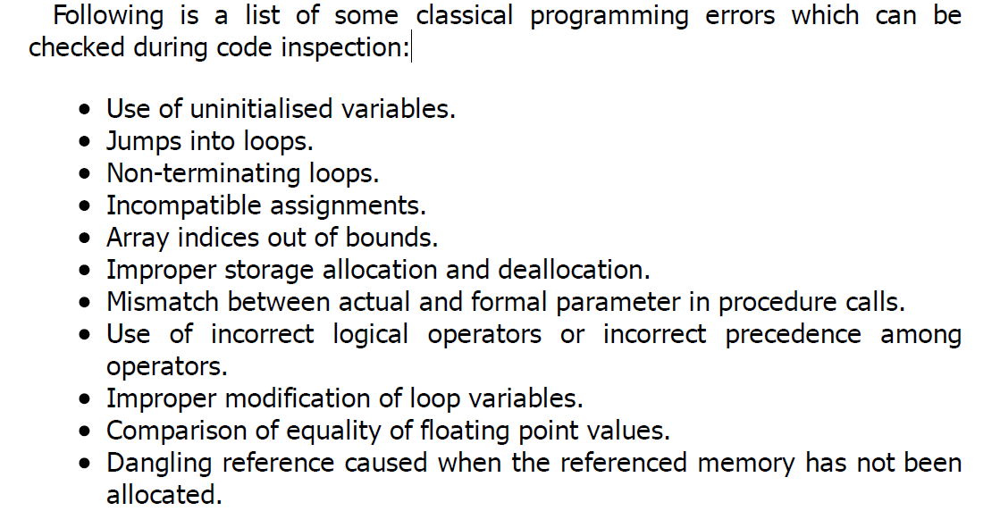 Following is a list of some classical programming errors which can be
checked during code inspection:
• Use of uninitialised variables.
• Jumps into loops.
• Non-terminating loops.
• Incompatible assignments.
• Array indices out of bounds.
• Improper storage allocation and deallocation.
• Mismatch between actual and formal parameter in procedure calls.
• Use of incorrect logical operators or incorrect precedence among
operators.
• Improper modification of loop variables.
• Comparison of equality of floating point values.
• Dangling reference caused when the referenced memory has not been
allocated.